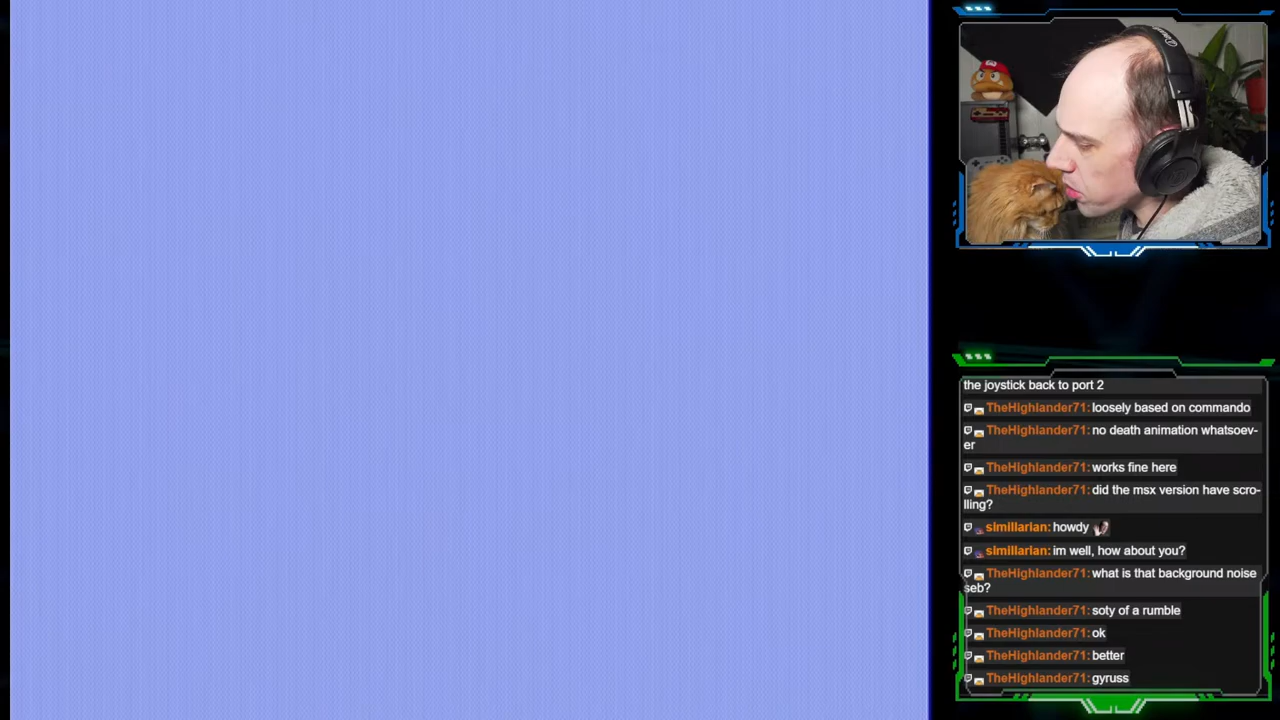 the joystick back to port 2
TheHighlander71: loosely based on commando
TheHighlander71: no death animation whatsoev-
er
TheHighlander71: works fine here
TheHighlander71: did the msx version have scro-
lling?
simillarian: howdy
simillarian: im well, how about you?
TheHighlander71: what is that background noise
seb?
TheHighlander71: soty of a rumble
TheHighlander71: ok
TheHighlander71: better
TheHighlander71: gyruss